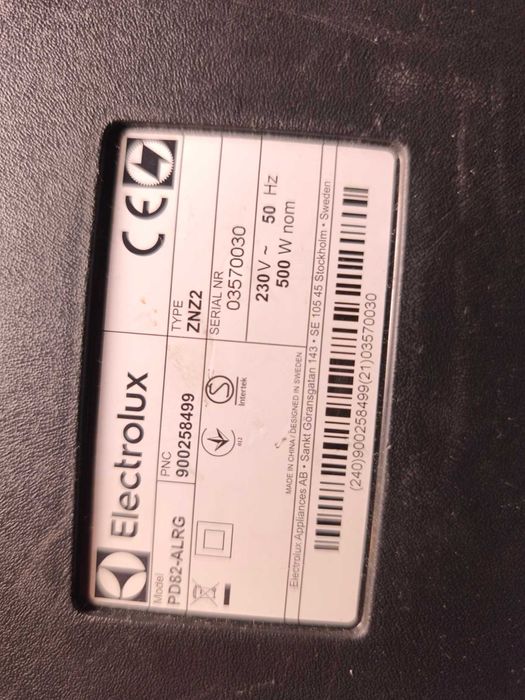 Electrolux
CE
Model
PD82-ALRG
PNC
900258499
TYPE
ZNZ2
SERIAL NR
03570030
012
S
Intertek
230V ~ 50 Hz
500 W nom
MADE IN CHINA / DESIGNED IN SWEDEN
Electrolux Appliances AB • Sankt Göransgatan 143 • SE 105 45 Stockholm • Sweden
(240)900258499(21)03570030